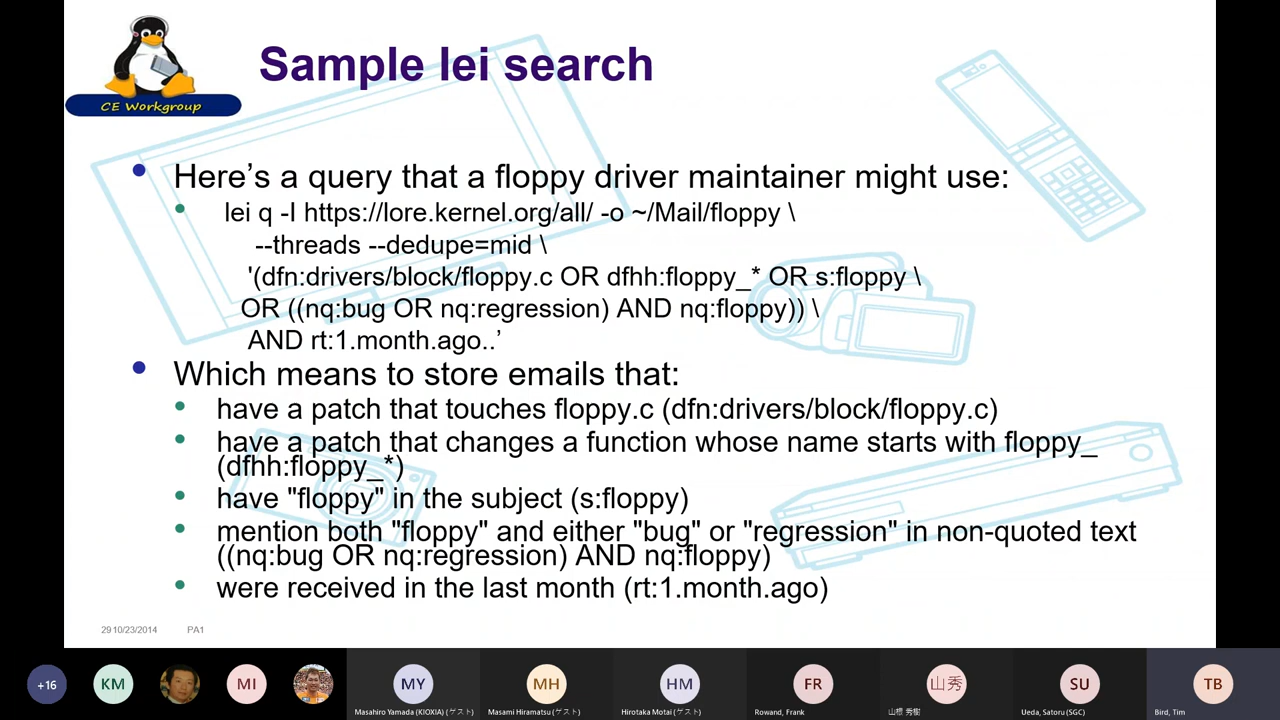 CE Workgroup
Sample lei search
Here’s a query that a floppy driver maintainer might use:
lei q -I https://lore.kernel.org/all/ -o ~/Mail/floppy \
--threads --dedupe=mid \
'(dfn:drivers/block/floppy.c OR dfhh:floppy_* OR s:floppy \
OR ((nq:bug OR nq:regression) AND nq:floppy)) \
AND rt:1.month.ago..’
Which means to store emails that:
have a patch that touches floppy.c (dfn:drivers/block/floppy.c)
have a patch that changes a function whose name starts with floppy_
(dfhh:floppy_*)
have "floppy" in the subject (s:floppy)
mention both "floppy" and either "bug" or "regression" in non-quoted text
((nq:bug OR nq:regression) AND nq:floppy)
were received in the last month (rt:1.month.ago)
29 10/23/2014 PA1
+16 KM MI MY MH HM FR 山秀 SU TB
Masahiro Yamada (KIOXIA) (ゲスト) Masami Hiramatsu (ゲスト) Hirotaka Motai (ゲスト) Rowand, Frank 山根 秀樹 Ueda, Satoru (SGC) Bird, Tim